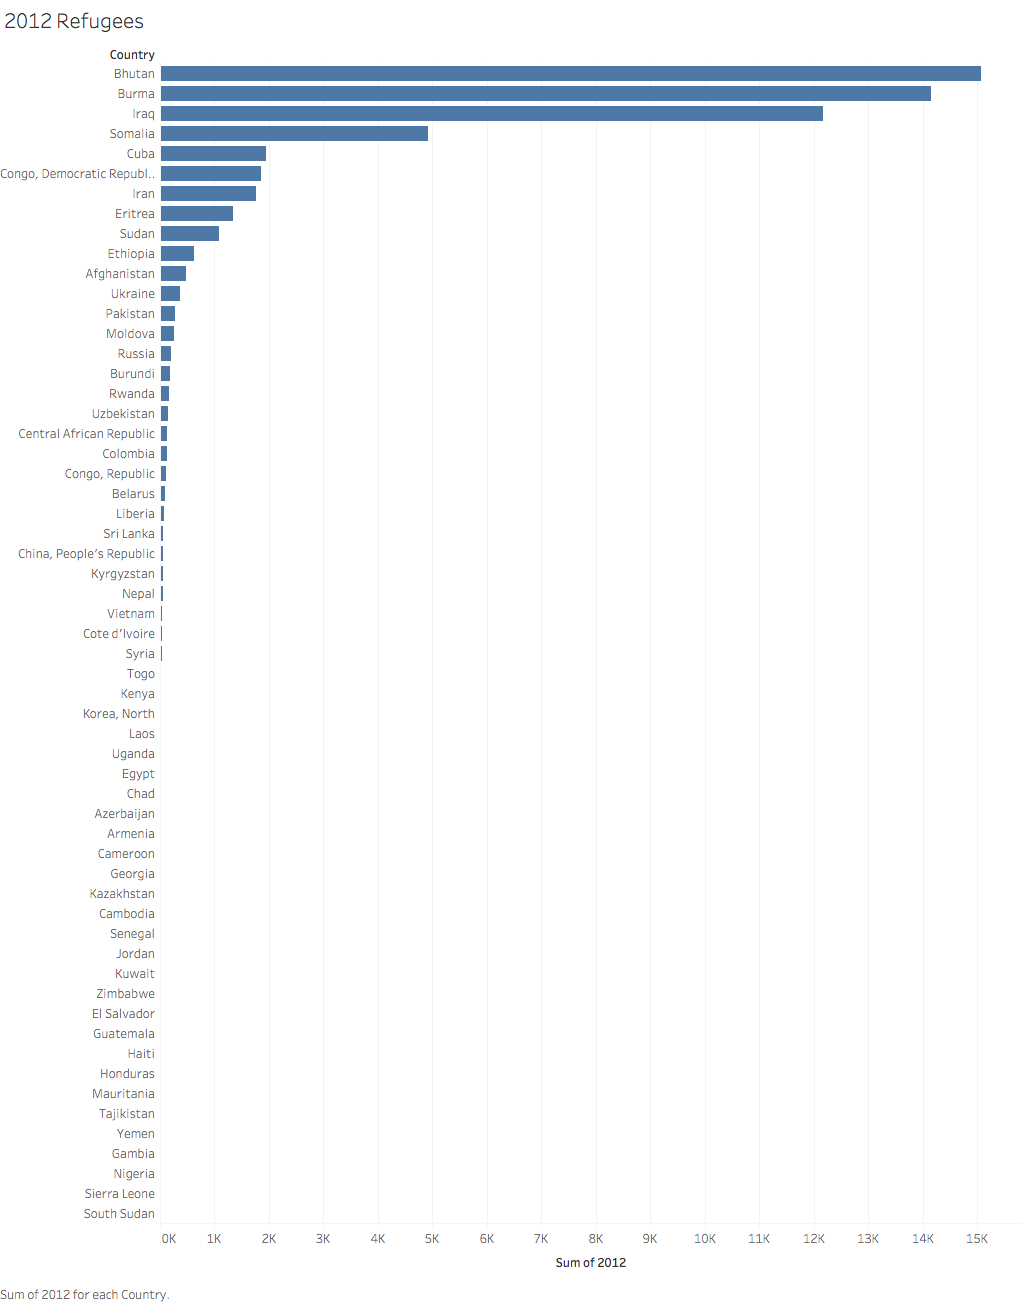 2012 Refugees
Country
Bhutan
Burma
Iraq
Somalia
Cuba
Congo, Democratic Republ..
Iran
Eritrea
Sudan
Ethiopia
Afghanistan
Ukraine
Pakistan
Moldova
Russia
Burundi
Rwanda
Uzbekistan
Central African Republic
Colombia
Congo, Republic
Belarus
Liberia
Sri Lanka
China, People's Republic
Kyrgyzstan
Nepal
Vietnam
Cote d'Ivoire
Syria
Togo
Kenya
Korea, North
Laos
Uganda
Egypt
Chad
Azerbaijan
Armenia
Cameroon
Georgia
Kazakhstan
Cambodia
Senegal
Jordan
Kuwait
Zimbabwe
El Salvador
Guatemala
Haiti
Honduras
Mauritania
Tajikistan
Yemen
Gambia
Nigeria
Sierra Leone
South Sudan
0K 1K 2K 3K 4K 5K 6K 7K 8K 9K 10K 11K 12K 13K 14K 15K
Sum of 2012
Sum of 2012 for each Country.